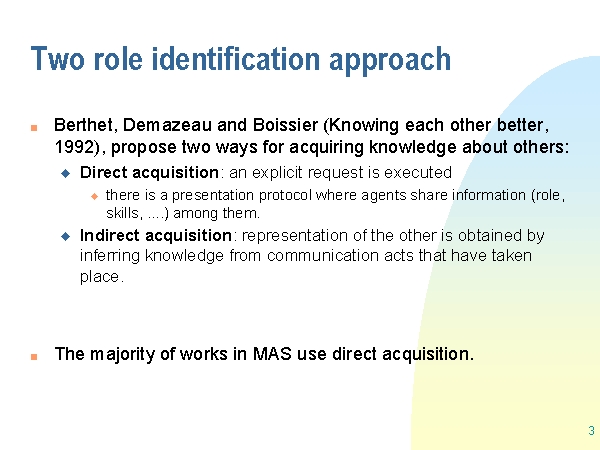 Two role identification approach
Berthet, Demazeau and Boissier (Knowing each other better,
1992), propose two ways for acquiring knowledge about others:
Direct acquisition: an explicit request is executed
there is a presentation protocol where agents share information (role,
skills, ....) among them.
Indirect acquisition: representation of the other is obtained by
inferring knowledge from communication acts that have taken
place.
The majority of works in MAS use direct acquisition.
3